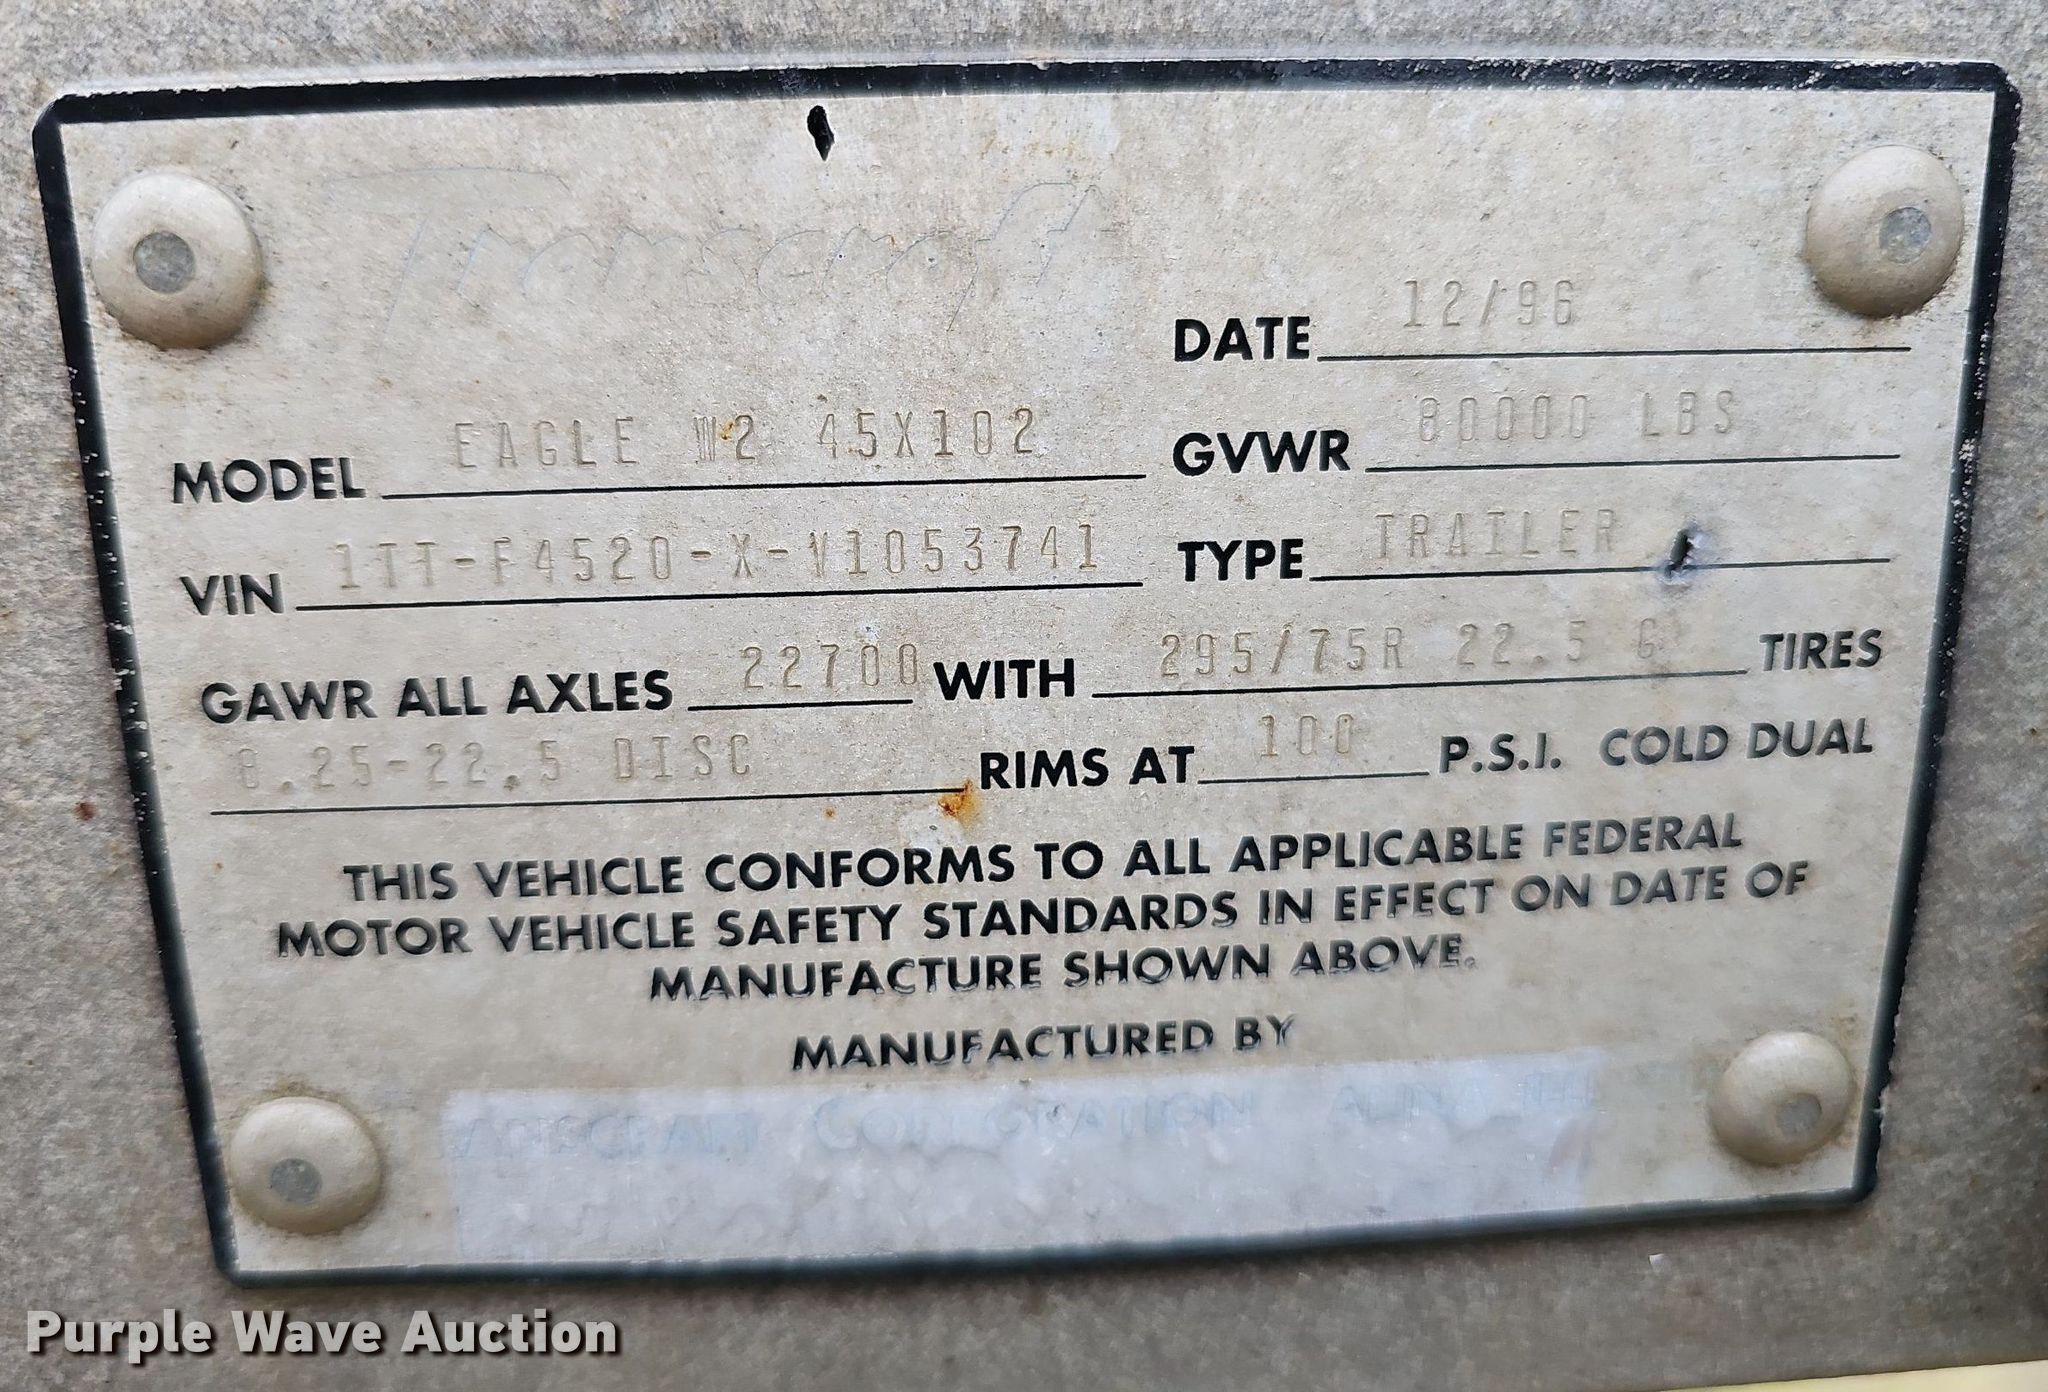 Transcraft
DATE 12/96
MODEL EAGLE W2 45X102 GVWR 80000 LBS
VIN 1TT-F4520-X-V1053741 TYPE TRAILER
GAWR ALL AXLES 22700 WITH 295/75R 22.5 G TIRES
8.25-22.5 DISC RIMS AT 100 P.S.I. COLD DUAL
THIS VEHICLE CONFORMS TO ALL APPLICABLE FEDERAL
MOTOR VEHICLE SAFETY STANDARDS IN EFFECT ON DATE OF
MANUFACTURE SHOWN ABOVE.
MANUFACTURED BY
TRANSCRAFT CORPORATION
Purple Wave Auction